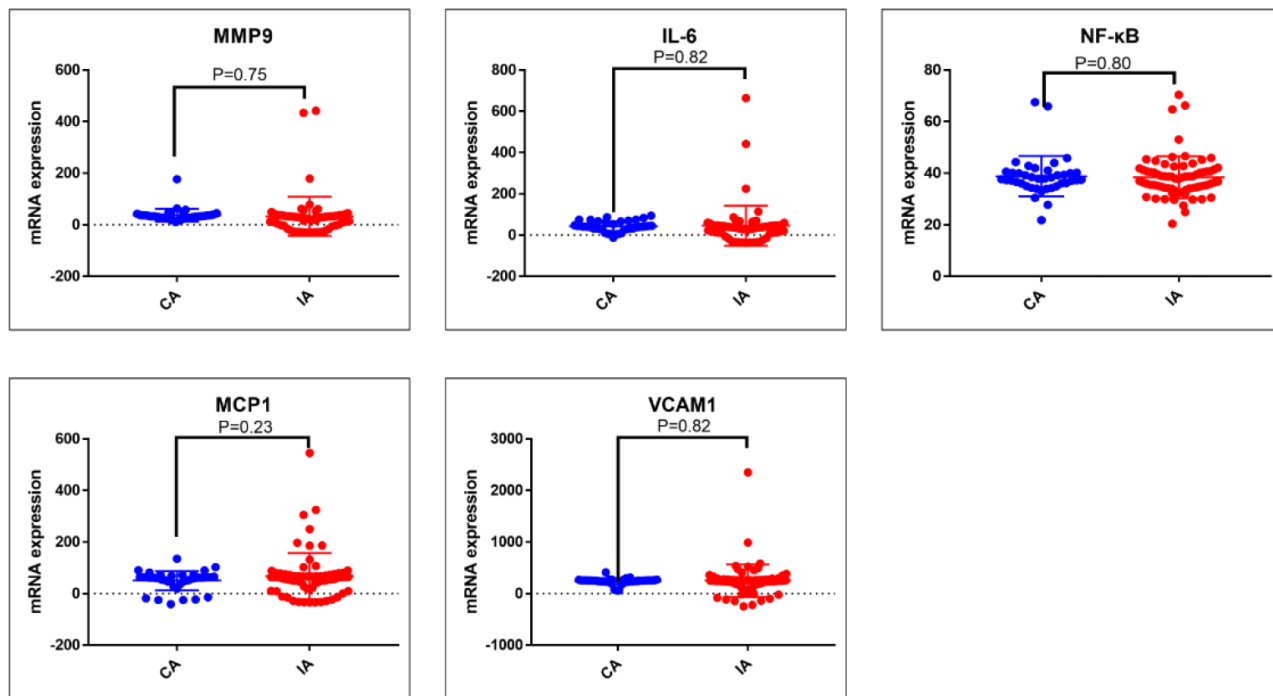 MMP9
P=0.75
mRNA expression
600
400
200
0
-200
CA
IA
IL-6
P=0.82
mRNA expression
800
600
400
200
0
-200
CA
IA
NF-κB
P=0.80
mRNA expression
80
60
40
20
0
CA
IA
MCP1
P=0.23
mRNA expression
600
400
200
0
-200
CA
IA
VCAM1
P=0.82
mRNA expression
3000
2000
1000
0
-1000
CA
IA